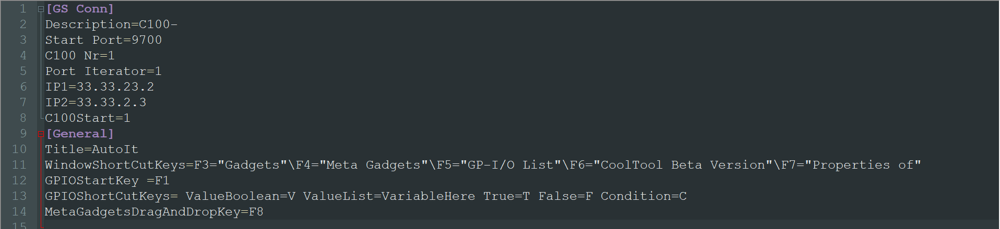 1 [GS Conn]
2 Description=C100-
3 Start Port=9700
4 C100 Nr=1
5 Port Iterator=1
6 IP1=33.33.23.2
7 IP2=33.33.2.3
8 C100Start=1
9 [General]
10 Title=AutoIt
11 WindowShortCutKeys=F3="Gadgets"\F4="Meta Gadgets"\F5="GP-I/O List"\F6="CoolTool Beta Version"\F7="Properties of"
12 GPIOStartKey =F1
13 GPIOShortCutKeys= ValueBoolean=V ValueList=VariableHere True=T False=F Condition=C
14 MetaGadgetsDragAndDropKey=F8
15